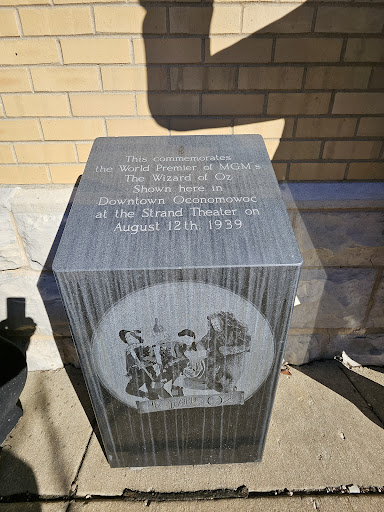 This commemorates
the World Premier of MGM's
The Wizard of Oz
Shown here in
Downtown Oconomowoc
at the Strand Theater on
August 12th, 1939